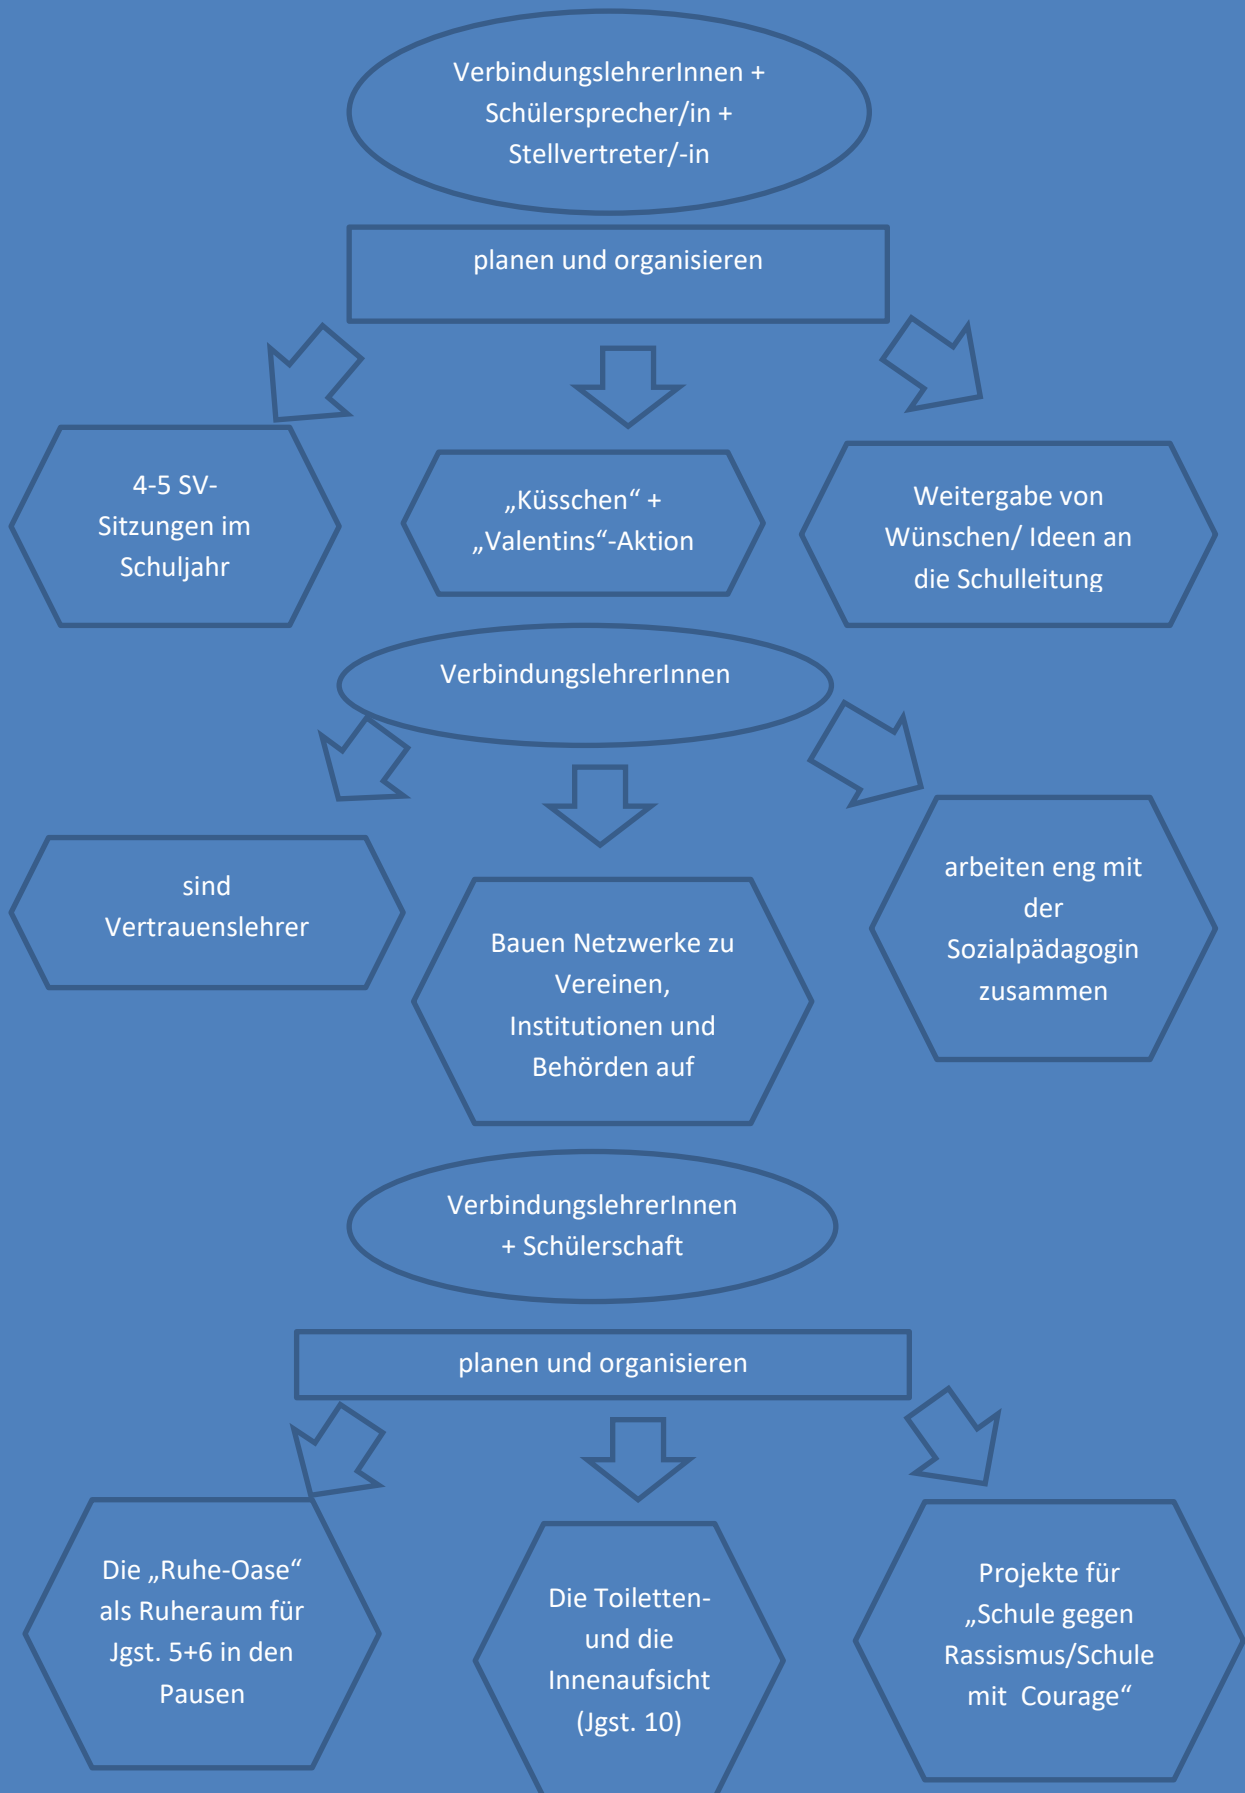 VerbindungslehrerInnen +
Schülersprecher/in +
Stellvertreter/-in
planen und organisieren
4-5 SV-
Sitzungen im
Schuljahr
„Küsschen“ +
„Valentins“-Aktion
Weitergabe von
Wünschen/ Ideen an
die Schulleitung
VerbindungslehrerInnen
sind
Vertrauenslehrer
Bauen Netzwerke zu
Vereinen,
Institutionen und
Behörden auf
arbeiten eng mit
der
Sozialpädagogin
zusammen
VerbindungslehrerInnen
+ Schülerschaft
planen und organisieren
Die „Ruhe-Oase“
als Ruheraum für
Jgst. 5+6 in den
Pausen
Die Toiletten-
und die
Innenaufsicht
(Jgst. 10)
Projekte für
„Schule gegen
Rassismus/Schule
mit  Courage“